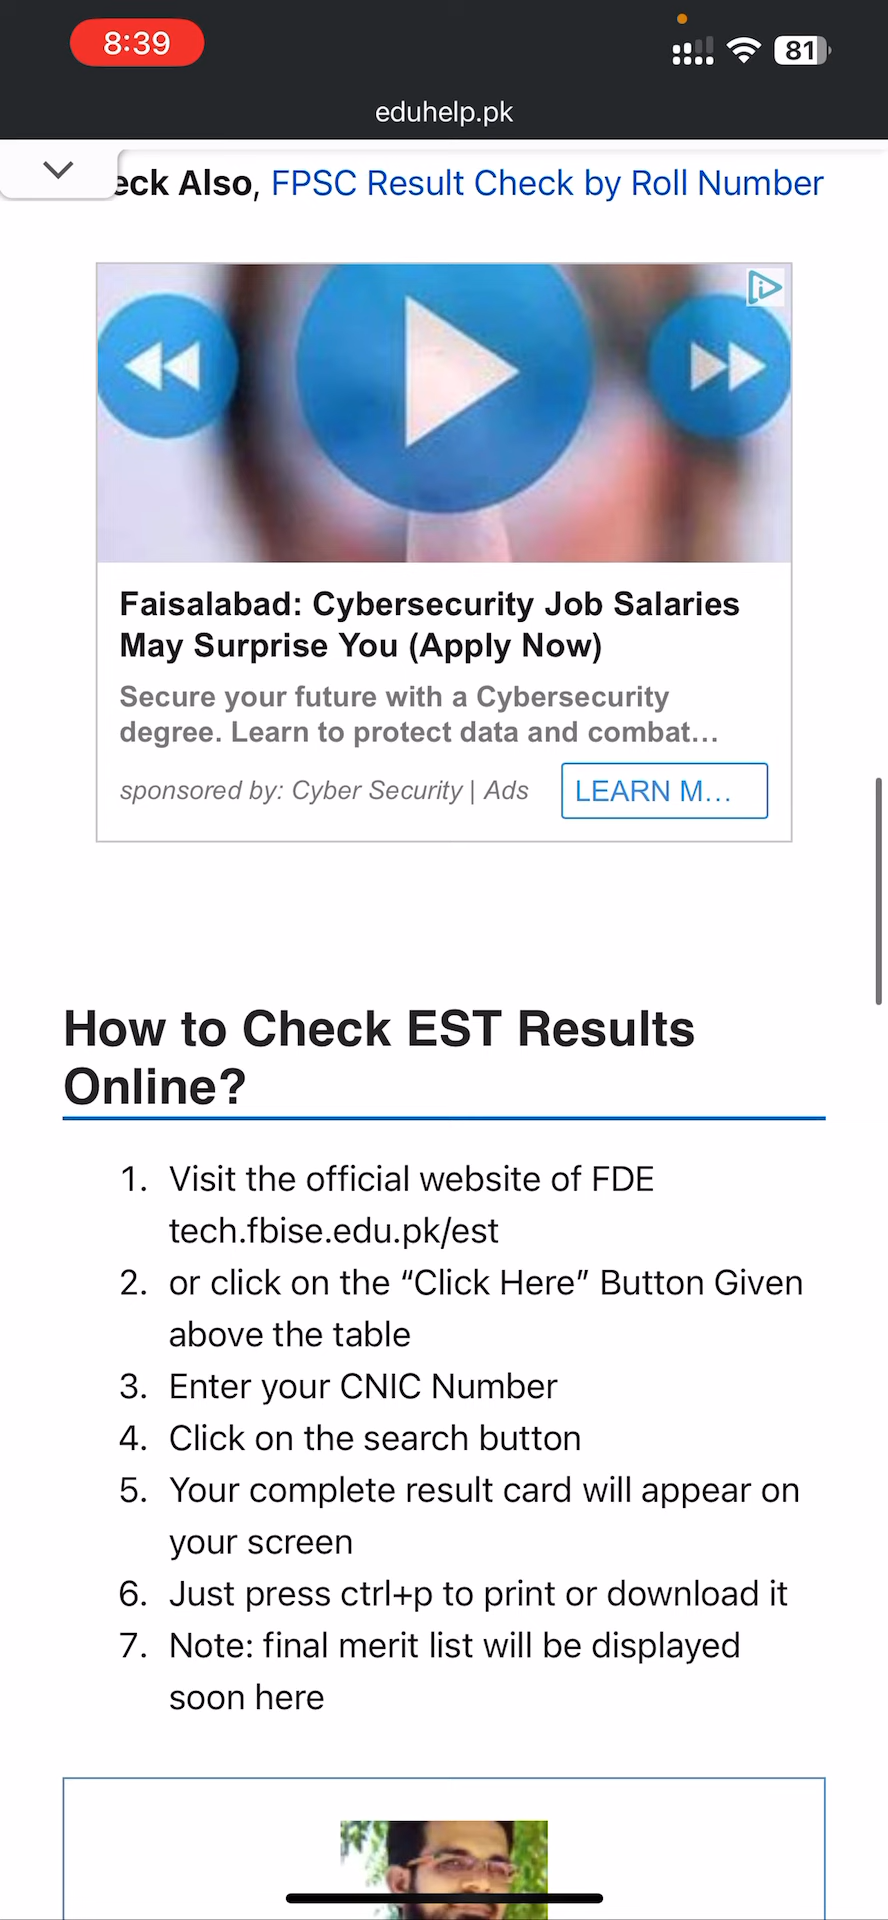 8:39
81
eduhelp.pk
eck Also, FPSC Result Check by Roll Number
Faisalabad: Cybersecurity Job Salaries
May Surprise You (Apply Now)
Secure your future with a Cybersecurity
degree. Learn to protect data and combat...
sponsored by: Cyber Security | Ads
LEARN M...
How to Check EST Results
Online?
1. Visit the official website of FDE
tech.fbise.edu.pk/est
2. or click on the “Click Here” Button Given
above the table
3. Enter your CNIC Number
4. Click on the search button
5. Your complete result card will appear on
your screen
6. Just press ctrl+p to print or download it
7. Note: final merit list will be displayed
soon here